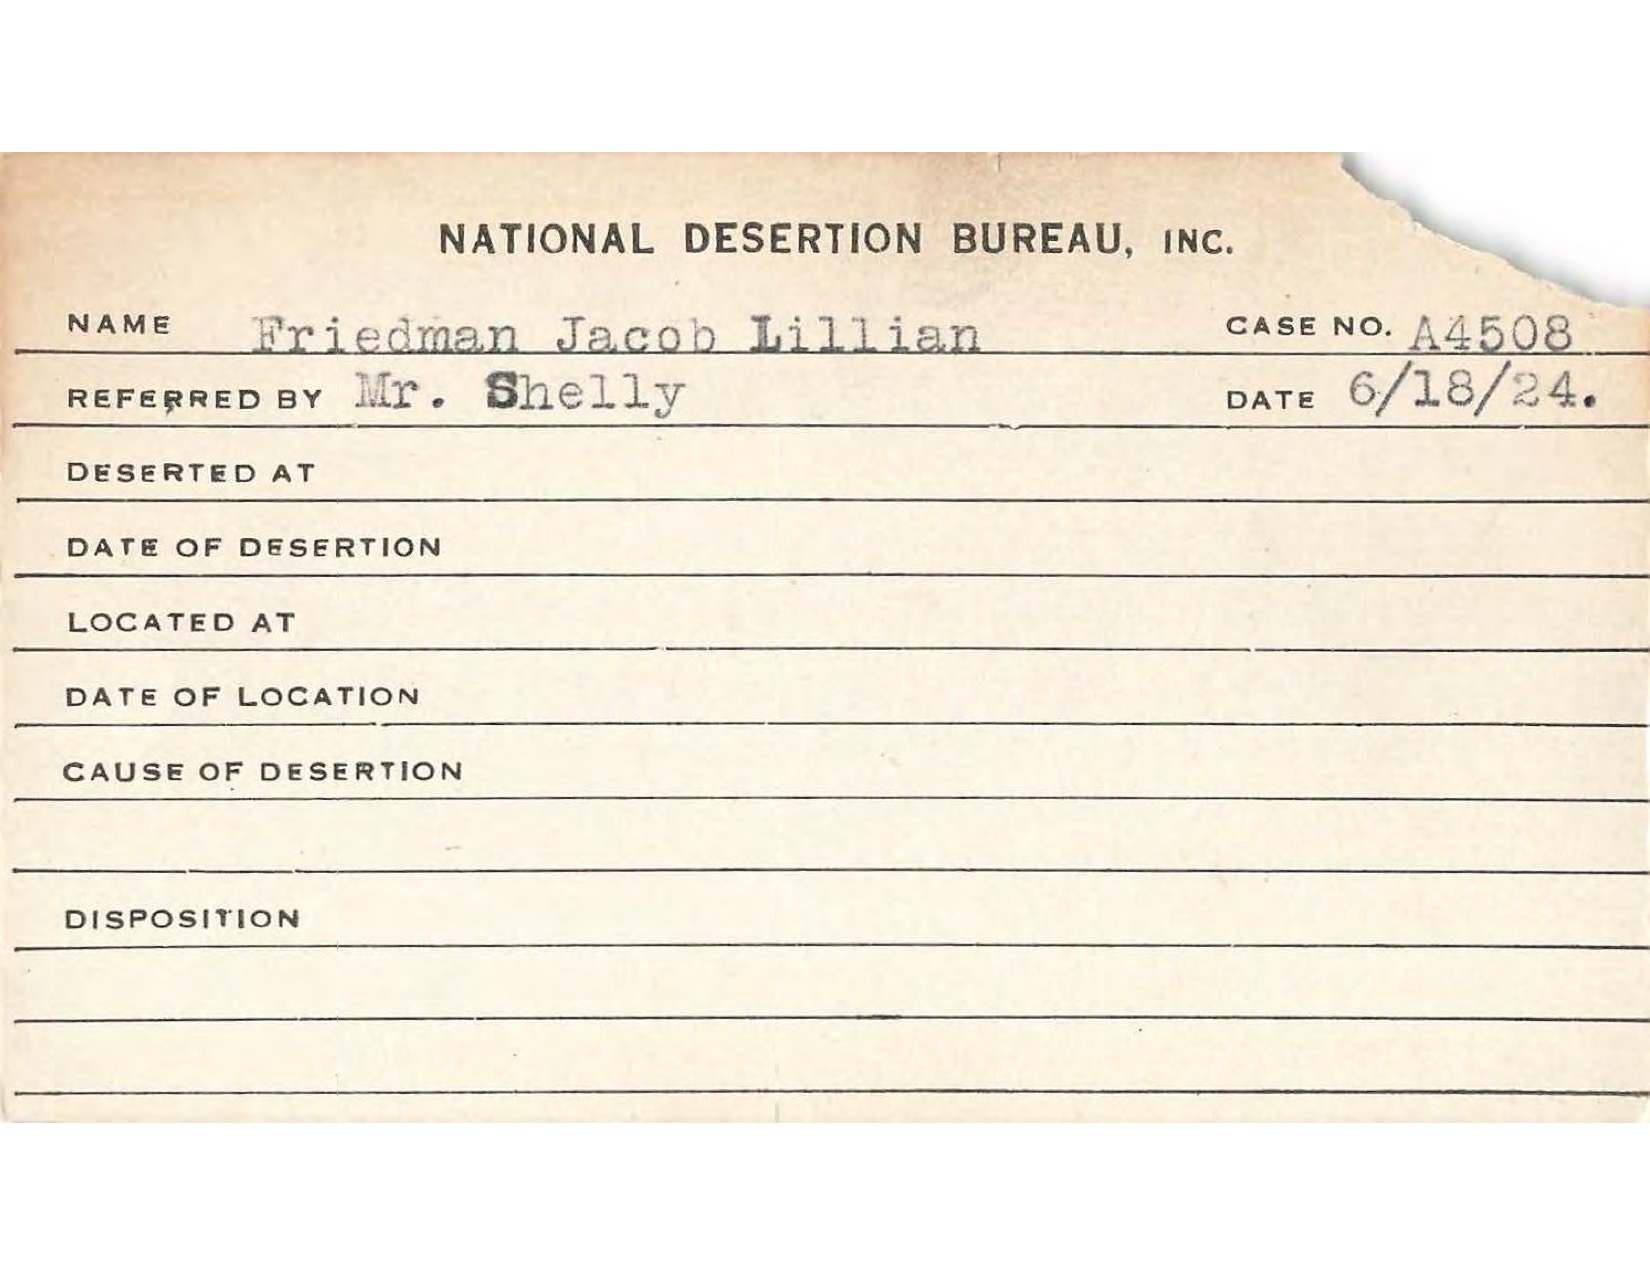 NATIONAL DESERTION BUREAU, INC.
NAME Friedman Jacob Lillian CASE NO. A4508
REFERRED BY Mr. Shelly DATE 6/18/24.
DESERTED AT
DATE OF DESERTION
LOCATED AT
DATE OF LOCATION
CAUSE OF DESERTION
DISPOSITION